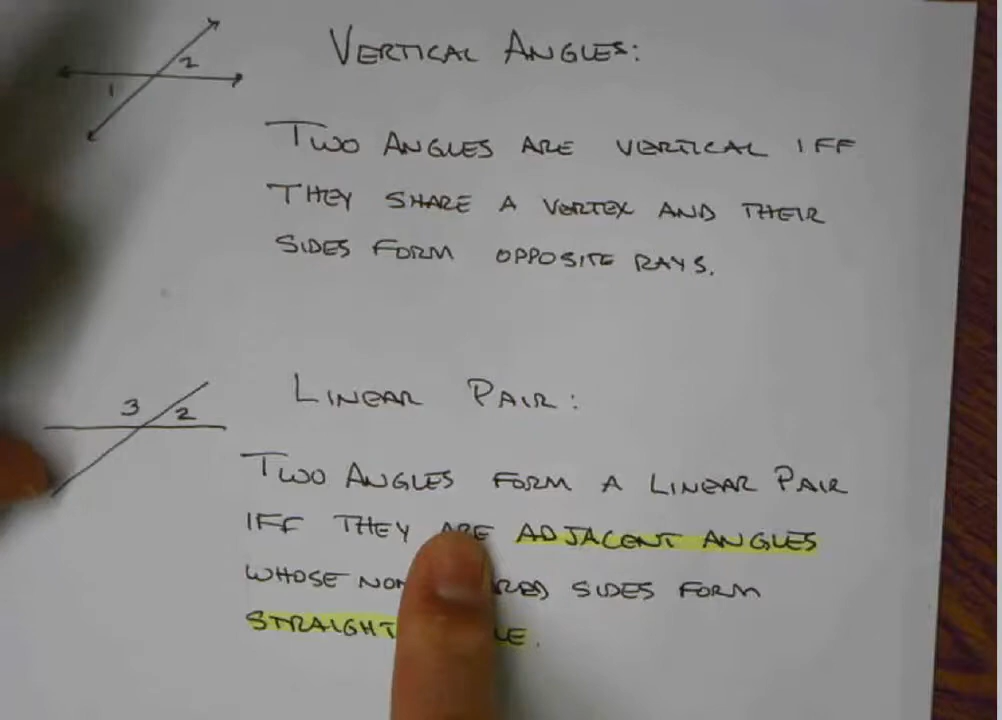 VERTICAL ANGLES:
1 2
TWO ANGLES ARE VERTICAL IFF
THEY SHARE A VERTEX AND THEIR
SIDES FORM OPPOSITE RAYS.
3 2
LINEAR PAIR:
TWO ANGLES FORM A LINEAR PAIR
IFF THEY ARE ADJACENT ANGLES
WHOSE SIDES FORM
STRAIGHT